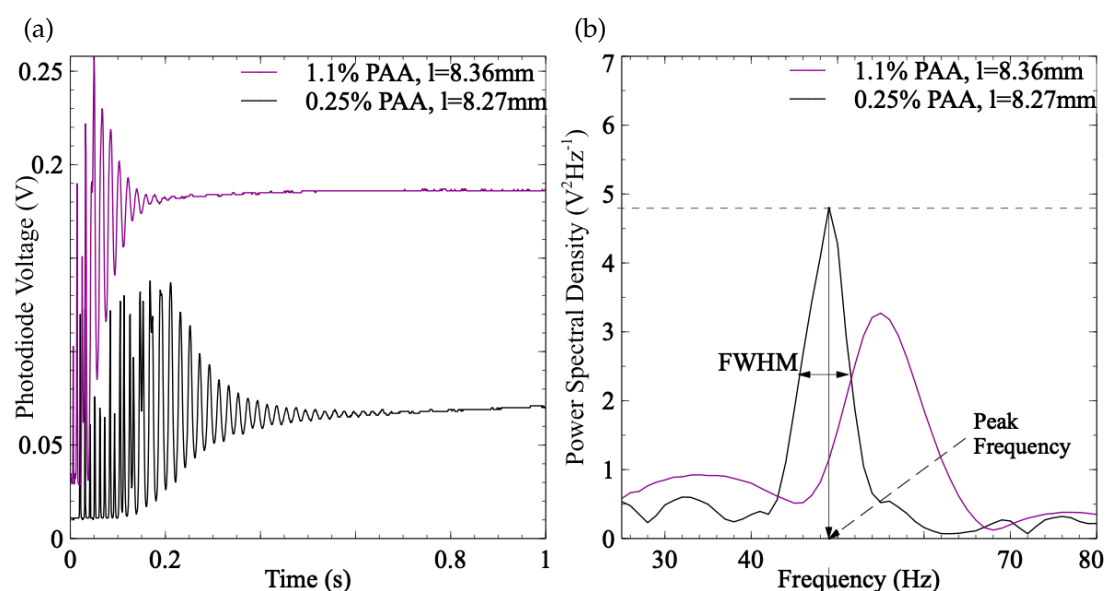 (a)
1.1% PAA, l=8.36mm
0.25% PAA, l=8.27mm
Photodiode Voltage (V)
0.25
0.2
0.05
0
0 0.2 0.8 1
Time (s)
(b)
1.1% PAA, l=8.36mm
0.25% PAA, l=8.27mm
Power Spectral Density (V²Hz⁻¹)
7
6
5
4
3
2
1
0
FWHM
Peak
Frequency
30 40 70 80
Frequency (Hz)